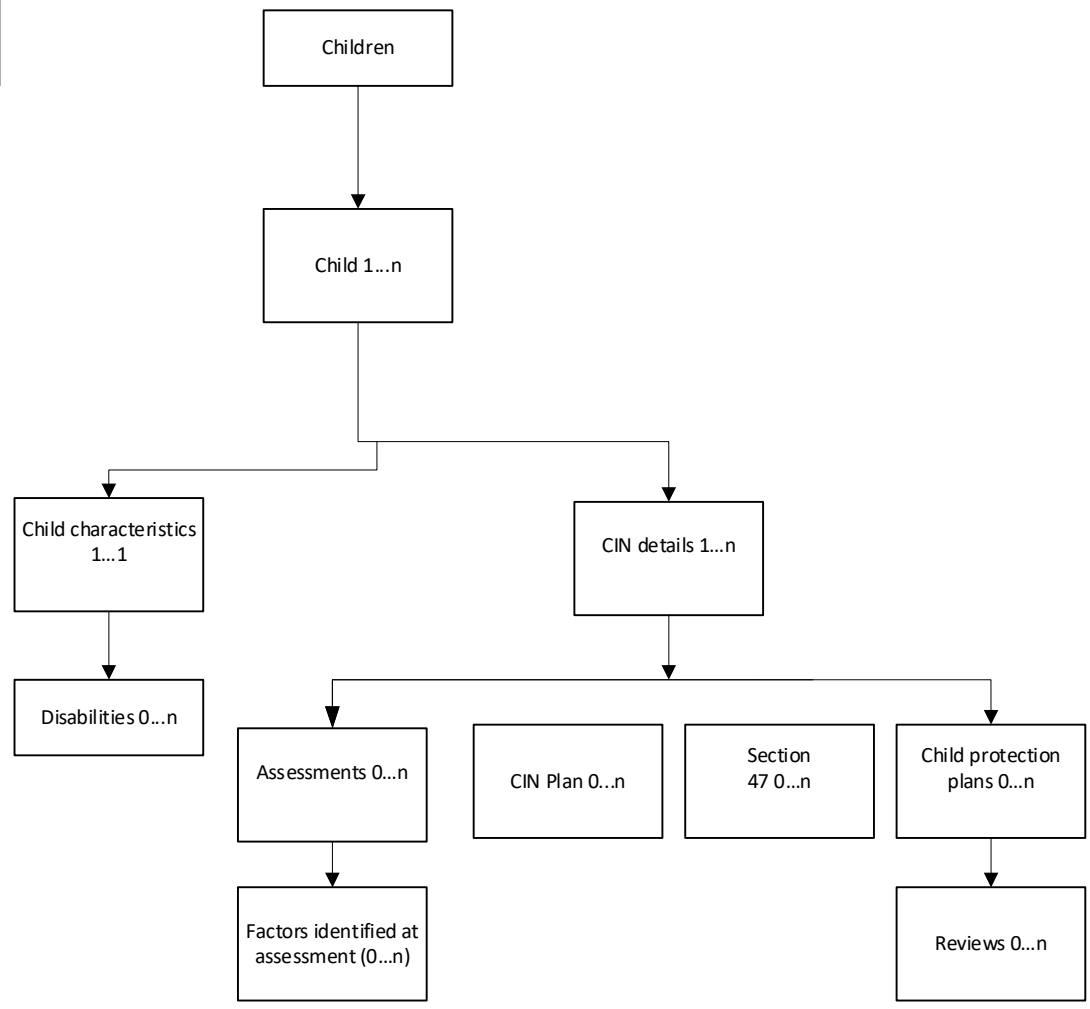 Children
Child 1...n
Child characteristics
1...1
CIN details 1...n
Disabilities 0...n
Assessments 0...n
CIN Plan 0...n
Section
47 0...n
Child protection
plans 0...n
Factors identified at
assessment (0...n)
Reviews 0...n